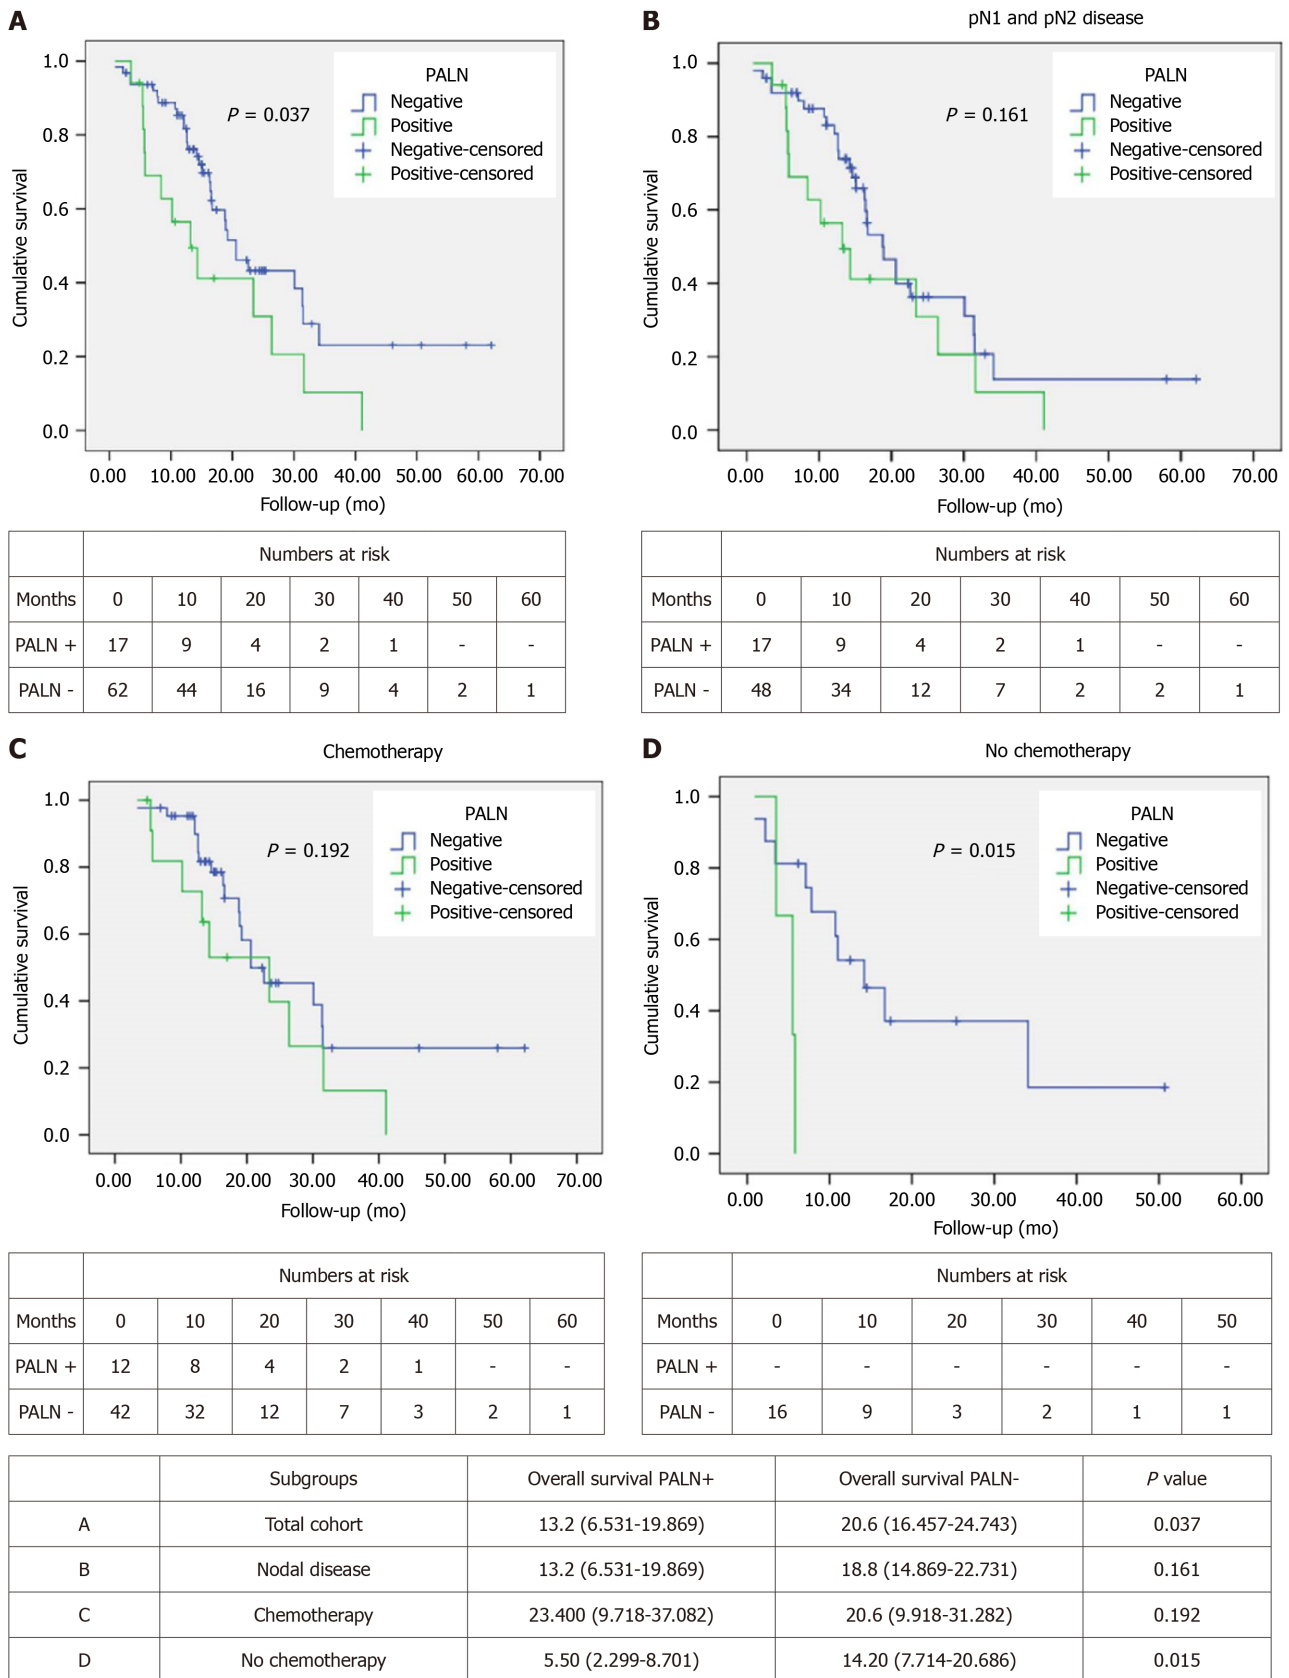 A
PALN
Negative
Positive
Negative-censored
Positive-censored
P = 0.037
Cumulative survival
1.0
0.8
0.6
0.4
0.2
0.0
0.00 10.00 20.00 30.00 40.00 50.00 60.00 70.00
Follow-up (mo)
Numbers at risk
Months 0 10 20 30 40 50 60
PALN + 17 9 4 2 1 - -
PALN - 62 44 16 9 4 2 1
B
pN1 and pN2 disease
PALN
Negative
Positive
Negative-censored
Positive-censored
P = 0.161
Cumulative survival
1.0
0.8
0.6
0.4
0.2
0.0
0.00 10.00 20.00 30.00 40.00 50.00 60.00 70.00
Follow-up (mo)
Numbers at risk
Months 0 10 20 30 40 50 60
PALN + 17 9 4 2 1 - -
PALN - 48 34 12 7 2 2 1
C
Chemotherapy
PALN
Negative
Positive
Negative-censored
Positive-censored
P = 0.192
Cumulative survival
1.0
0.8
0.6
0.4
0.2
0.0
0.00 10.00 20.00 30.00 40.00 50.00 60.00 70.00
Follow-up (mo)
Numbers at risk
Months 0 10 20 30 40 50 60
PALN + 12 8 4 2 1 - -
PALN - 42 32 12 7 3 2 1
D
No chemotherapy
PALN
Negative
Positive
Negative-censored
Positive-censored
P = 0.015
Cumulative survival
1.0
0.8
0.6
0.4
0.2
0.0
0.00 10.00 20.00 30.00 40.00 50.00 60.00
Follow-up (mo)
Numbers at risk
Months 0 10 20 30 40 50
PALN + - - - - - -
PALN - 16 9 3 2 1 1
Subgroups Overall survival PALN+ Overall survival PALN- P value
A Total cohort 13.2 (6.531-19.869) 20.6 (16.457-24.743) 0.037
B Nodal disease 13.2 (6.531-19.869) 18.8 (14.869-22.731) 0.161
C Chemotherapy 23.400 (9.718-37.082) 20.6 (9.918-31.282) 0.192
D No chemotherapy 5.50 (2.299-8.701) 14.20 (7.714-20.686) 0.015